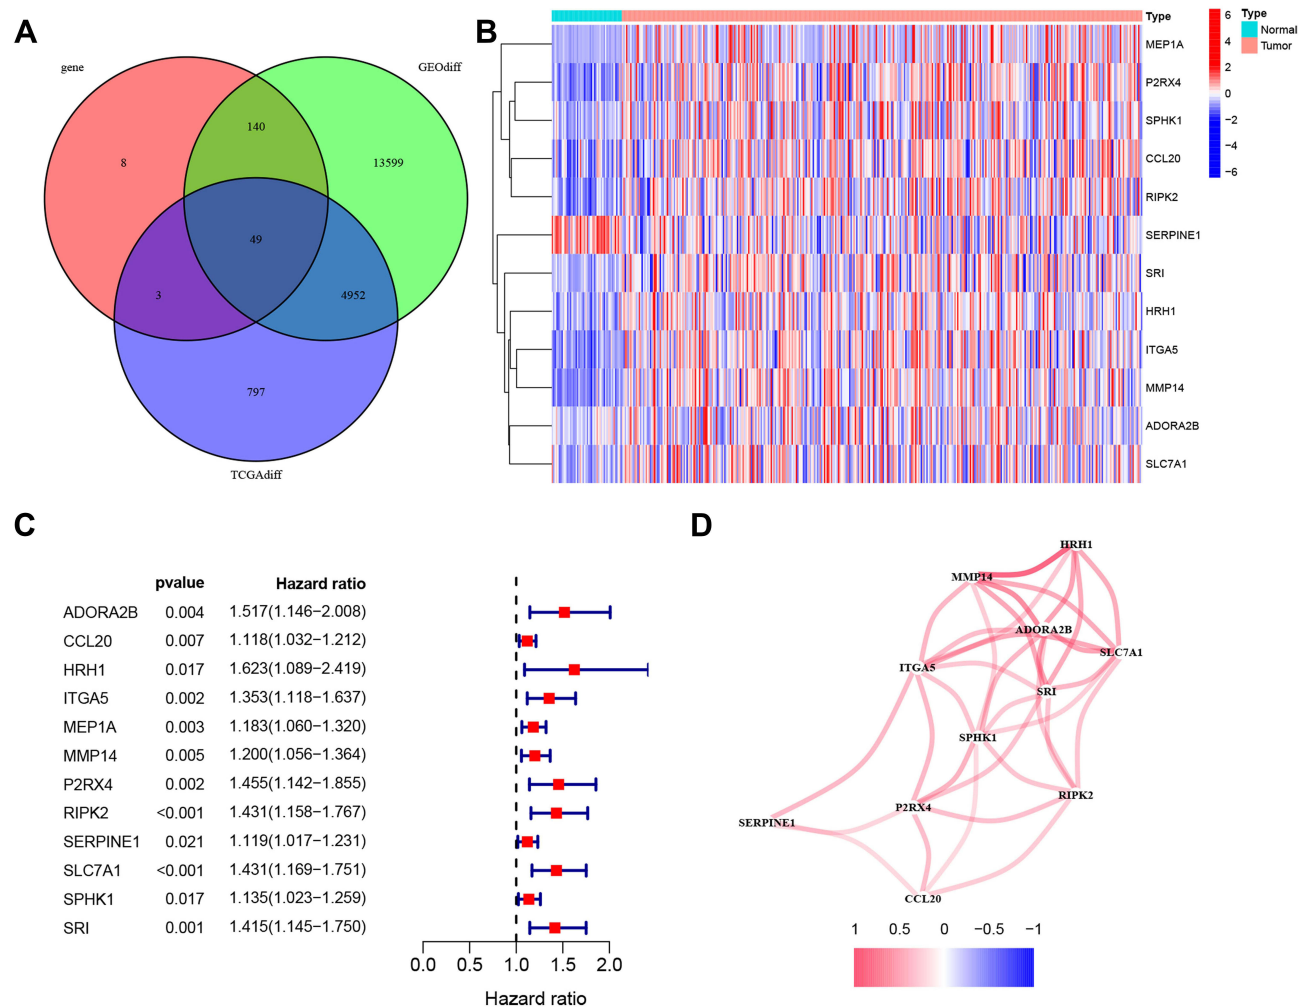 A
gene
GEOdiff
140
8
13599
49
3
4952
797
TCGAdiff
B
Type
MEP1A
P2RX4
SPHK1
CCL20
RIPK2
SERPINE1
SRI
HRH1
ITGA5
MMP14
ADORA2B
SLC7A1
6
4
2
0
−2
−4
−6
Type
Normal
Tumor
C
pvalue Hazard ratio
ADORA2B 0.004 1.517(1.146−2.008)
CCL20 0.007 1.118(1.032−1.212)
HRH1 0.017 1.623(1.089−2.419)
ITGA5 0.002 1.353(1.118−1.637)
MEP1A 0.003 1.183(1.060−1.320)
MMP14 0.005 1.200(1.056−1.364)
P2RX4 0.002 1.455(1.142−1.855)
RIPK2 <0.001 1.431(1.158−1.767)
SERPINE1 0.021 1.119(1.017−1.231)
SLC7A1 <0.001 1.431(1.169−1.751)
SPHK1 0.017 1.135(1.023−1.259)
SRI 0.001 1.415(1.145−1.750)
0.0 0.5 1.0 1.5 2.0
Hazard ratio
D
HRH1
MMP14
ADORA2B
SLC7A1
ITGA5
SRI
SPHK1
RIPK2
P2RX4
SERPINE1
CCL20
1 0.5 0 −0.5 −1